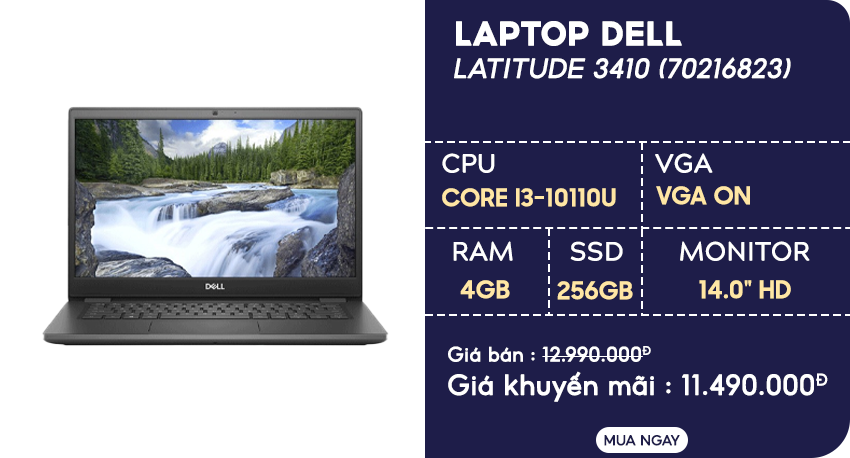 LAPTOP DELL
LATITUDE 3410 (70216823)
CPU
CORE I3-10110U
VGA
VGA ON
RAM
4GB
SSD
256GB
MONITOR
14.0" HD
DELL
Giá bán : 12.990.000Đ
Giá khuyến mãi : 11.490.000Đ
MUA NGAY